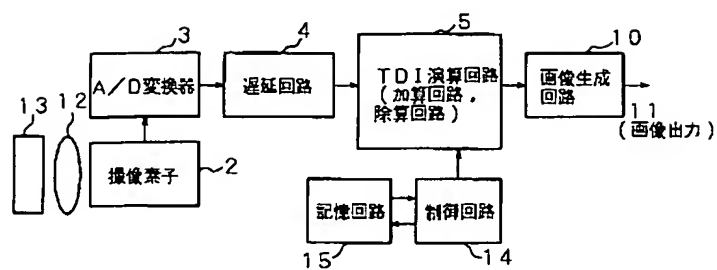 3
4
5
10
A/D変換器
遅延回路
TDI演算回路
(加算回路,
除算回路)
画像生成
回路
11
(画像出力)
13
12
撮像素子
2
記憶回路
制御回路
15
14